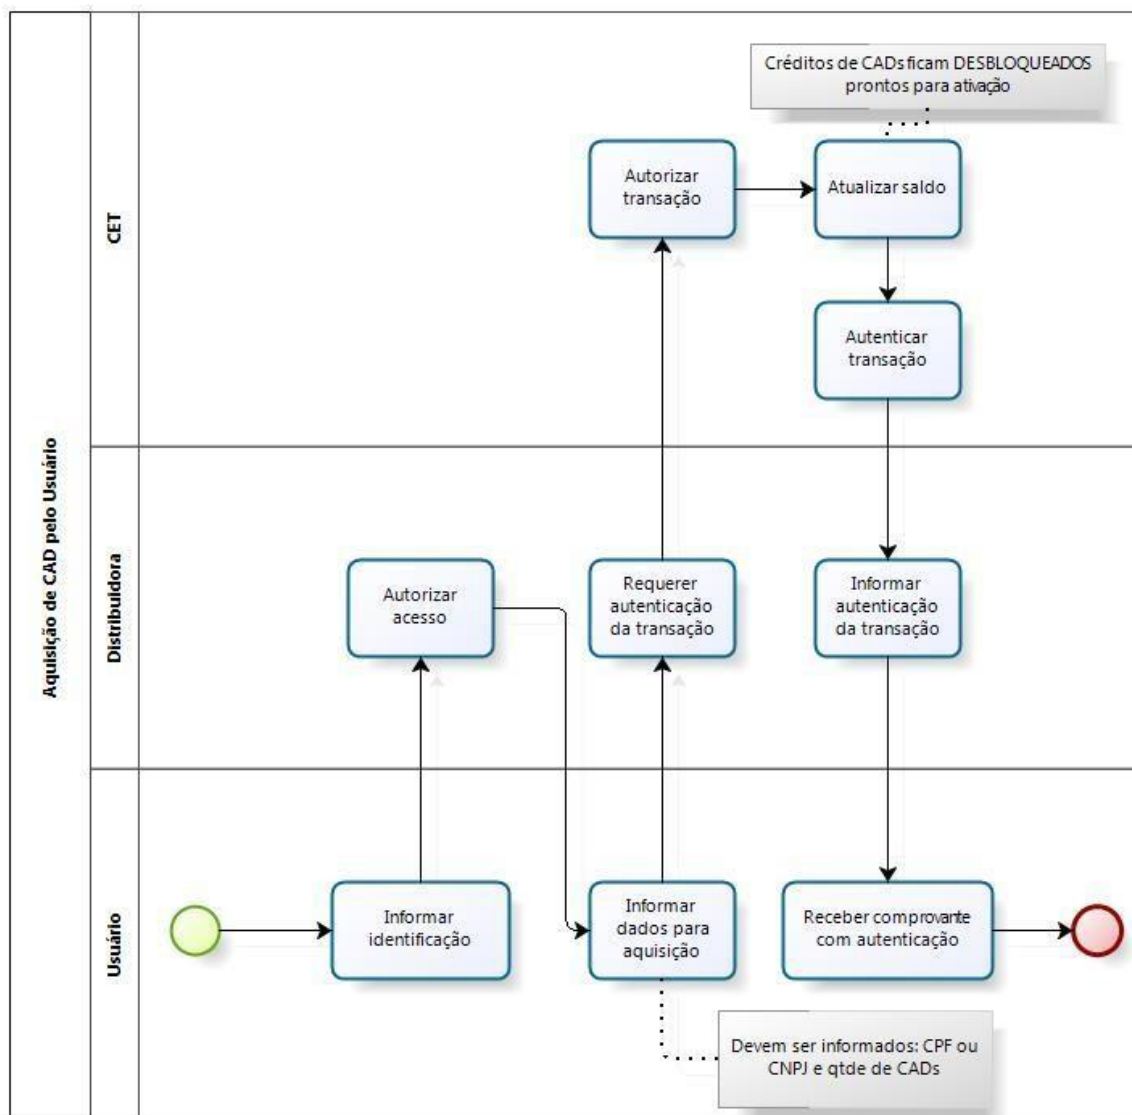 Aquisição de CAD pelo Usuário
CET
Créditos de CADs ficam DESBLOQUEADOS
prontos para ativação
Autorizar
transação
Atualizar saldo
Autenticar
transação
Distribuidora
Autorizar
acesso
Requerer
autenticação
da transação
Informar
autenticação
da transação
Usuário
Informar
identificação
Informar
dados para
aquisição
Receber comprovante
com autenticação
Devem ser informados: CPF ou
CNPJ e qtde de CADs